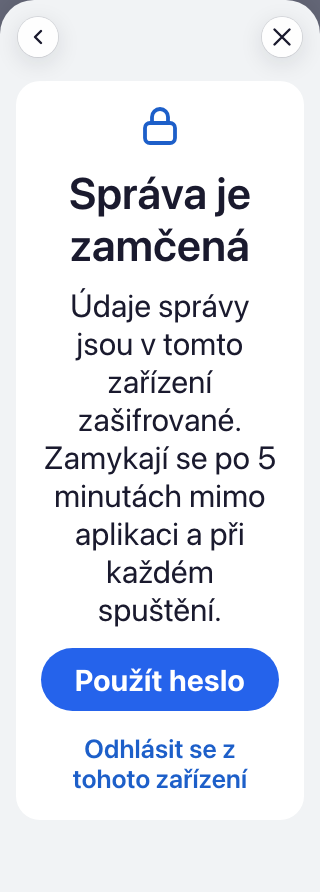 Správa je
zamčená
Údaje správy
jsou v tomto
zařízení
zašifrované.
Zamykají se po 5
minutách mimo
aplikaci a při
každém
spuštění.
Použít heslo
Odhlásit se z
tohoto zařízení